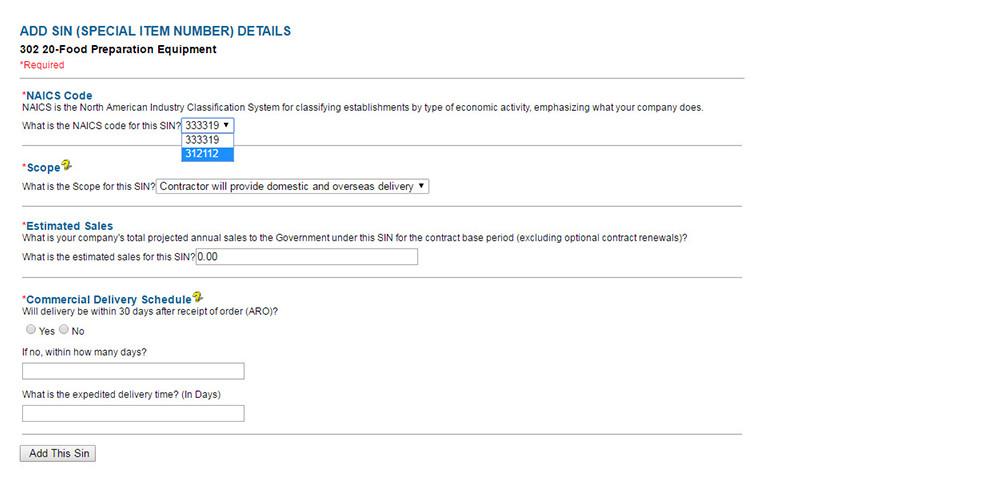 ADD SIN (SPECIAL ITEM NUMBER) DETAILS
302 20-Food Preparation Equipment
*Required
*NAICS Code
NAICS is the North American Industry Classification System for classifying establishments by type of economic activity, emphasizing what your company does.
What is the NAICS code for this SIN? 333319
333319
312112
*Scope
What is the Scope for this SIN? Contractor will provide domestic and overseas delivery
*Estimated Sales
What is your company's total projected annual sales to the Government under this SIN for the contract base period (excluding optional contract renewals)?
What is the estimated sales for this SIN? 0.00
*Commercial Delivery Schedule
Will delivery be within 30 days after receipt of order (ARO)?
Yes No
If no, within how many days?
What is the expedited delivery time? (In Days)
Add This Sin